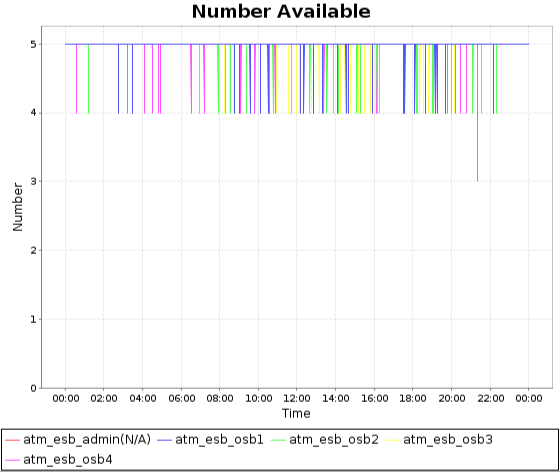 Number Available
5
4
3
2
1
0
Number
00:00 02:00 04:00 06:00 08:00 10:00 12:00 14:00 16:00 18:00 20:00 22:00 00:00
Time
atm_esb_admin(N/A) atm_esb_osb1 atm_esb_osb2 atm_esb_osb3
atm_esb_osb4